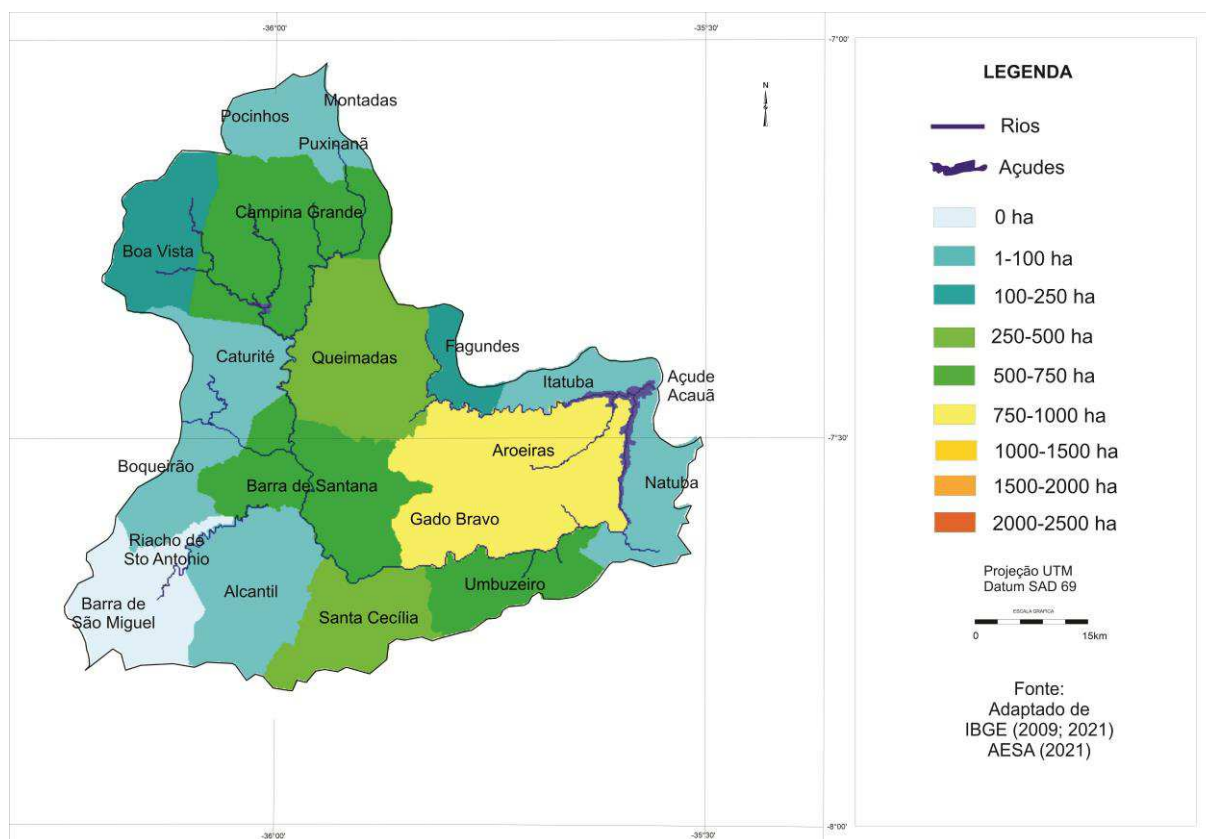 -36°00'
-35°30'
-7°00'
N
Montadas
Pocinhos
Puxinanã
Campina Grande
Boa Vista
Caturité
Queimadas
Fagundes
Itatuba
Açude
Acauã
-7°30'
Boqueirão
Aroeiras
Barra de Santana
Natuba
Gado Bravo
Riacho de
Sto Antonio
Alcantil
Umbuzeiro
Barra de
São Miguel
Santa Cecília
-36°00'
-35°30'
-8°00'
LEGENDA
Rios
Açudes
0 ha
1-100 ha
100-250 ha
250-500 ha
500-750 ha
750-1000 ha
1000-1500 ha
1500-2000 ha
2000-2500 ha
Projeção UTM
Datum SAD 69
ESCALA GRAFICA
0 15km
Fonte:
Adaptado de
IBGE (2009; 2021)
AESA (2021)